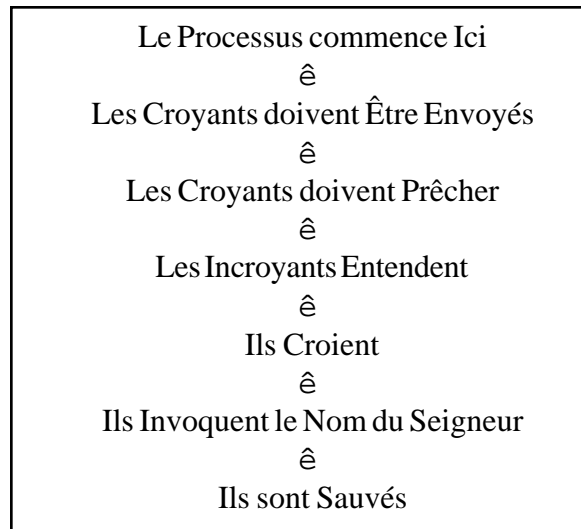 Le Processus commence Ici
ê
Les Croyants doivent Être Envoyés
ê
Les Croyants doivent Prêcher
ê
Les Incroyants Entendent
ê
Ils Croient
ê
Ils Invoquent le Nom du Seigneur
ê
Ils sont Sauvés